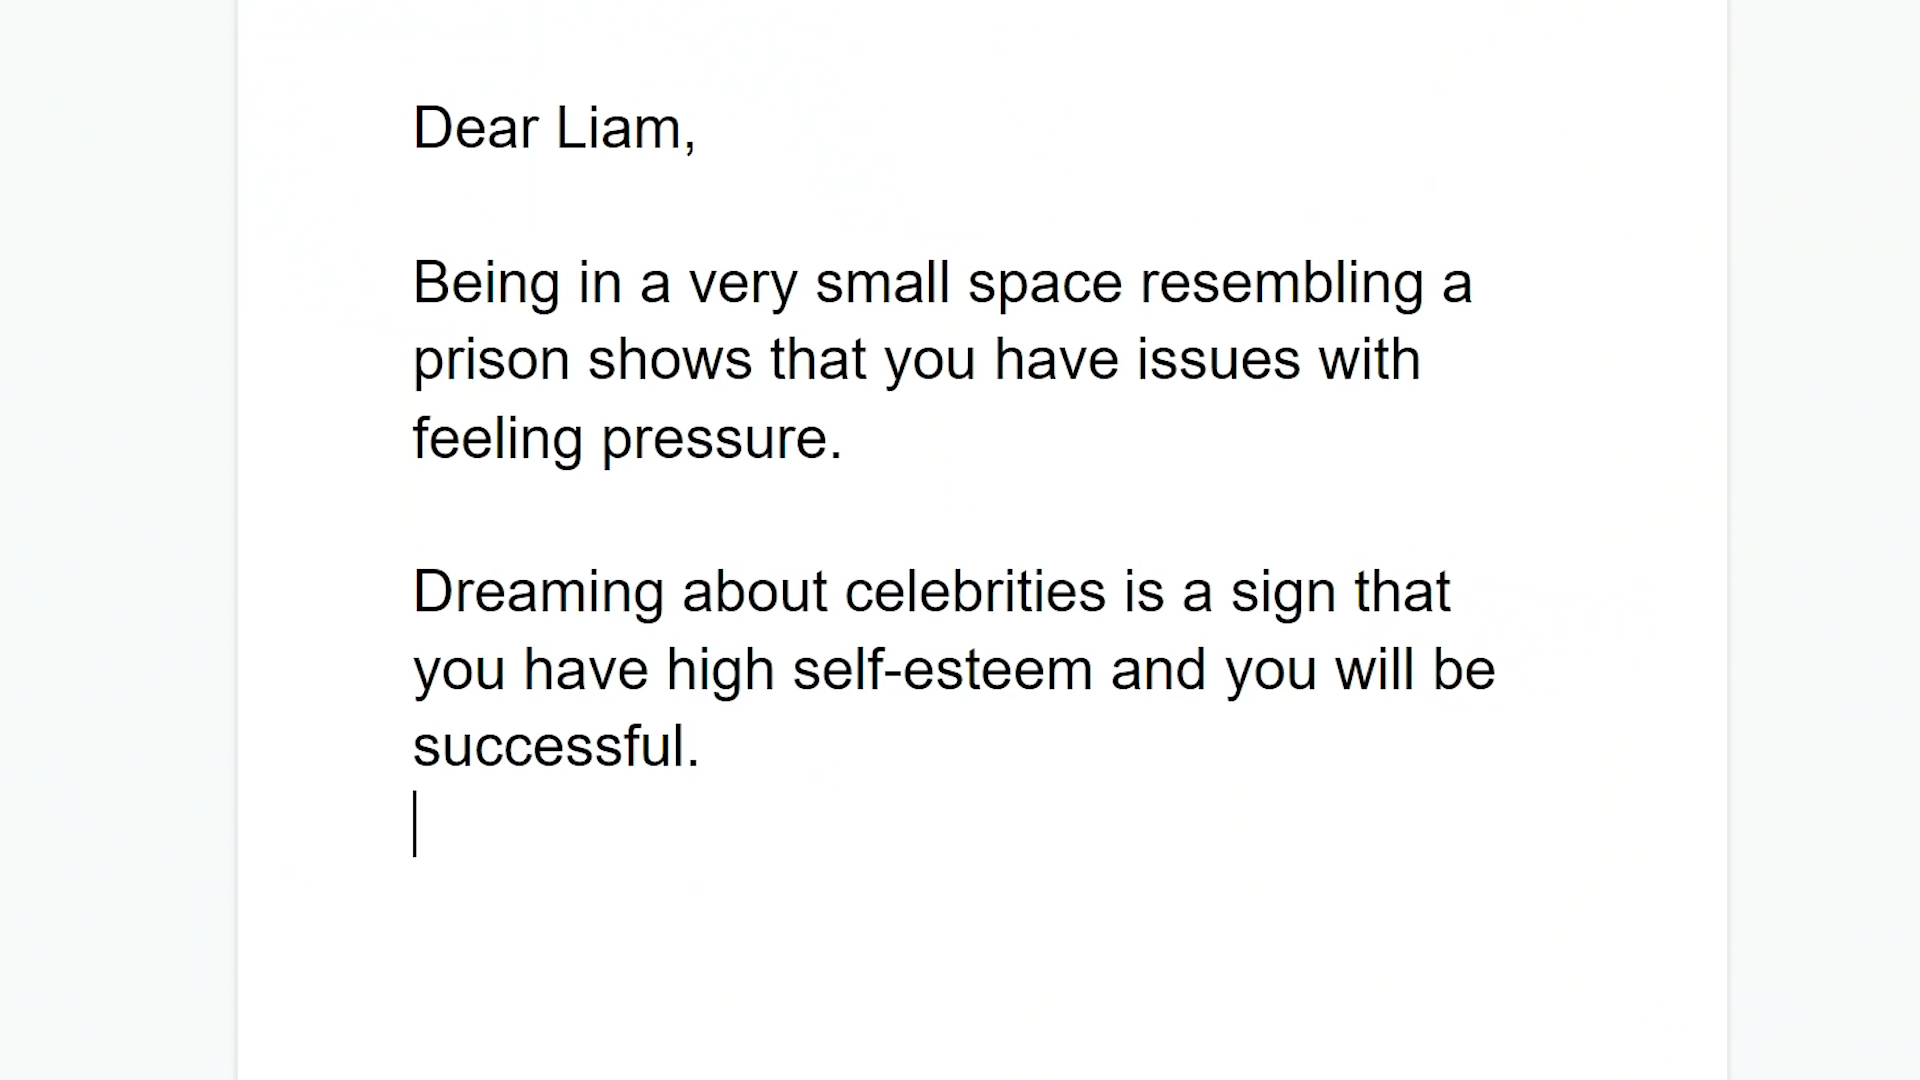 Dear Liam,
Being in a very small space resembling a
prison shows that you have issues with
feeling pressure.
Dreaming about celebrities is a sign that
you have high self-esteem and you will be
successful.